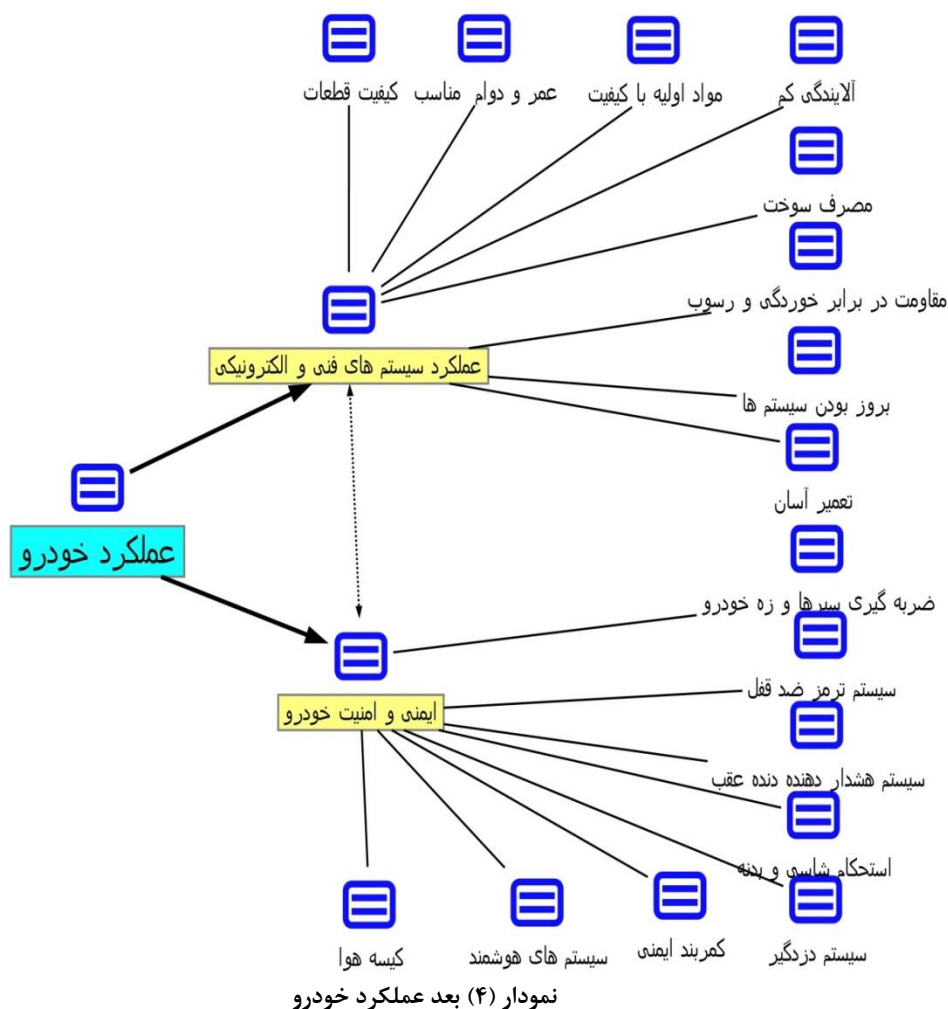 کیفیت قطعات
عمر و دوام مناسب
مواد اولیه با کیفیت
آلایندگی کم
مصرف سوخت
مقاومت در برابر خوردگی و رسوب
عملکرد سیستم های فنی و الکترونیکی
بروز بودن سیستم ها
تعمیر آسان
عملکرد خودرو
ضربه گیری سپرها و زه خودرو
سیستم ترمز ضد قفل
ایمنی و امنیت خودرو
سیستم هشدار دهنده دنده عقب
استحکام شاسی و بدنه
کیسه هوا
سیستم های هوشمند
کمربند ایمنی
سیستم دزدگیر
نمودار (۴) بعد عملکرد خودرو